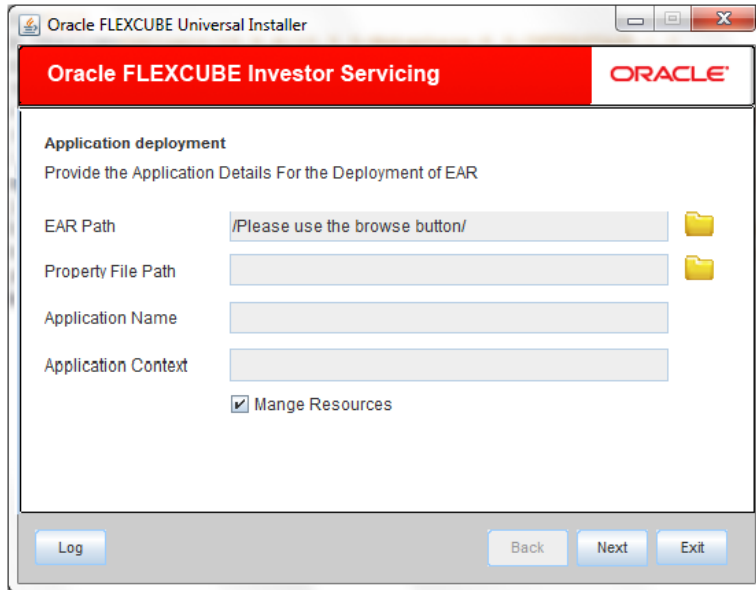 Oracle FLEXCUBE Universal Installer
Oracle FLEXCUBE Investor Servicing
ORACLE
Application deployment
Provide the Application Details For the Deployment of EAR
EAR Path
/Please use the browse button/
Property File Path
Application Name
Application Context
Mange Resources
Log
Back
Next
Exit